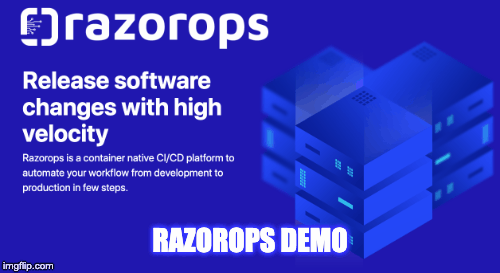 razorops
Release software
changes with high
velocity
Razorops is a container native CI/CD platform to
automate your workflow from development to
production in few steps.
RAZOROPS DEMO
imgflip.com